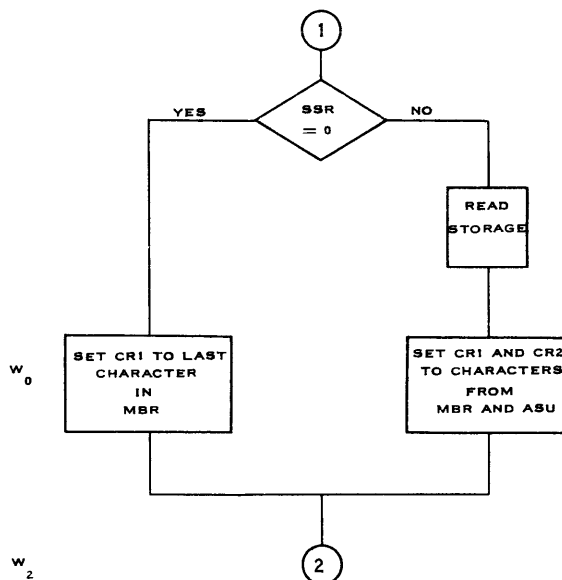 1
YES
SSR
NO
= 0
READ
STORAGE
W0
SET CR1 TO LAST
CHARACTER
IN
MBR
SET CR1 AND CR2
TO CHARACTERS
FROM
MBR AND ASU
W2
2